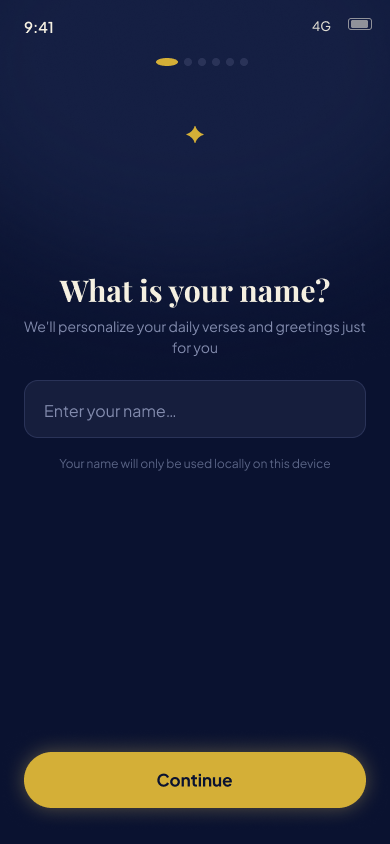 9:41
4G
What is your name?
We'll personalize your daily verses and greetings just
for you
Enter your name...
Your name will only be used locally on this device
Continue